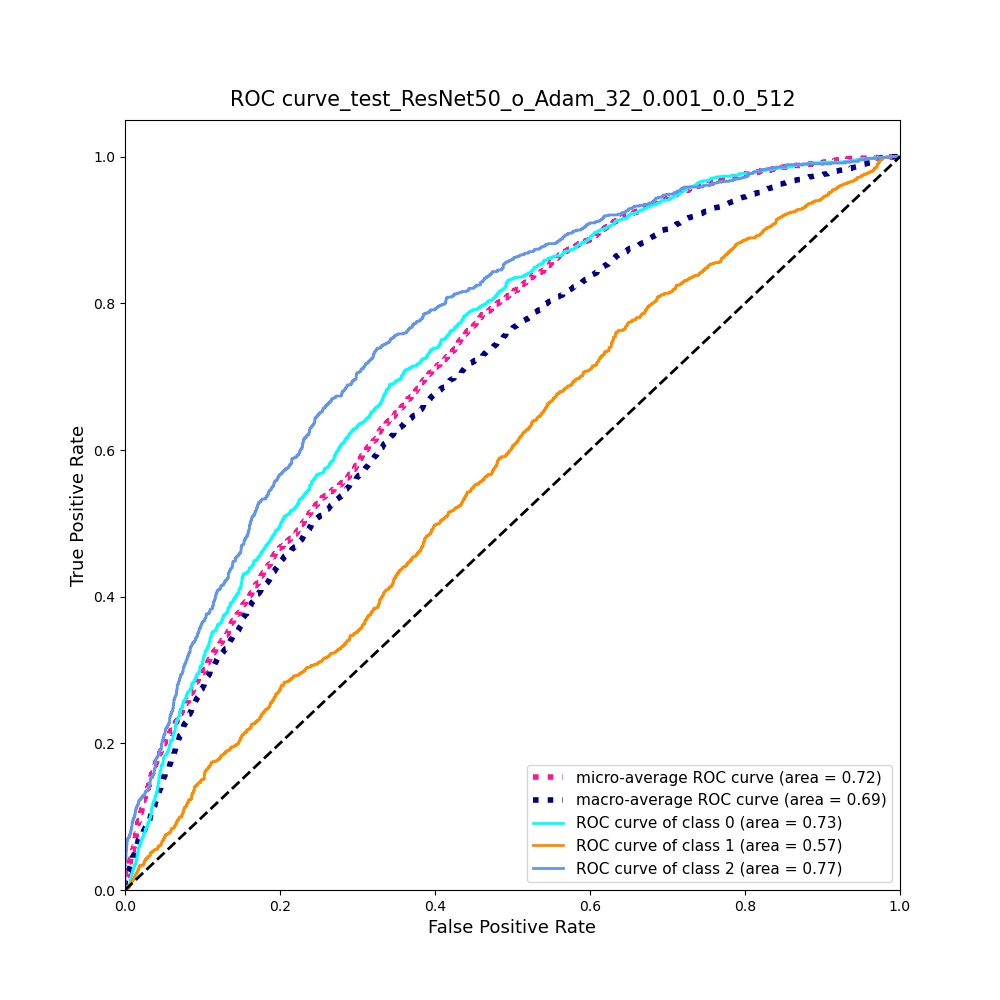 ROC curve_test_ResNet50_o_Adam_32_0.001_0.0_512
1.0
0.8
0.6
0.4
0.2
0.0
True Positive Rate
0.0 0.2 0.4 0.6 0.8 1.0
False Positive Rate
micro-average ROC curve (area = 0.72)
macro-average ROC curve (area = 0.69)
ROC curve of class 0 (area = 0.73)
ROC curve of class 1 (area = 0.57)
ROC curve of class 2 (area = 0.77)